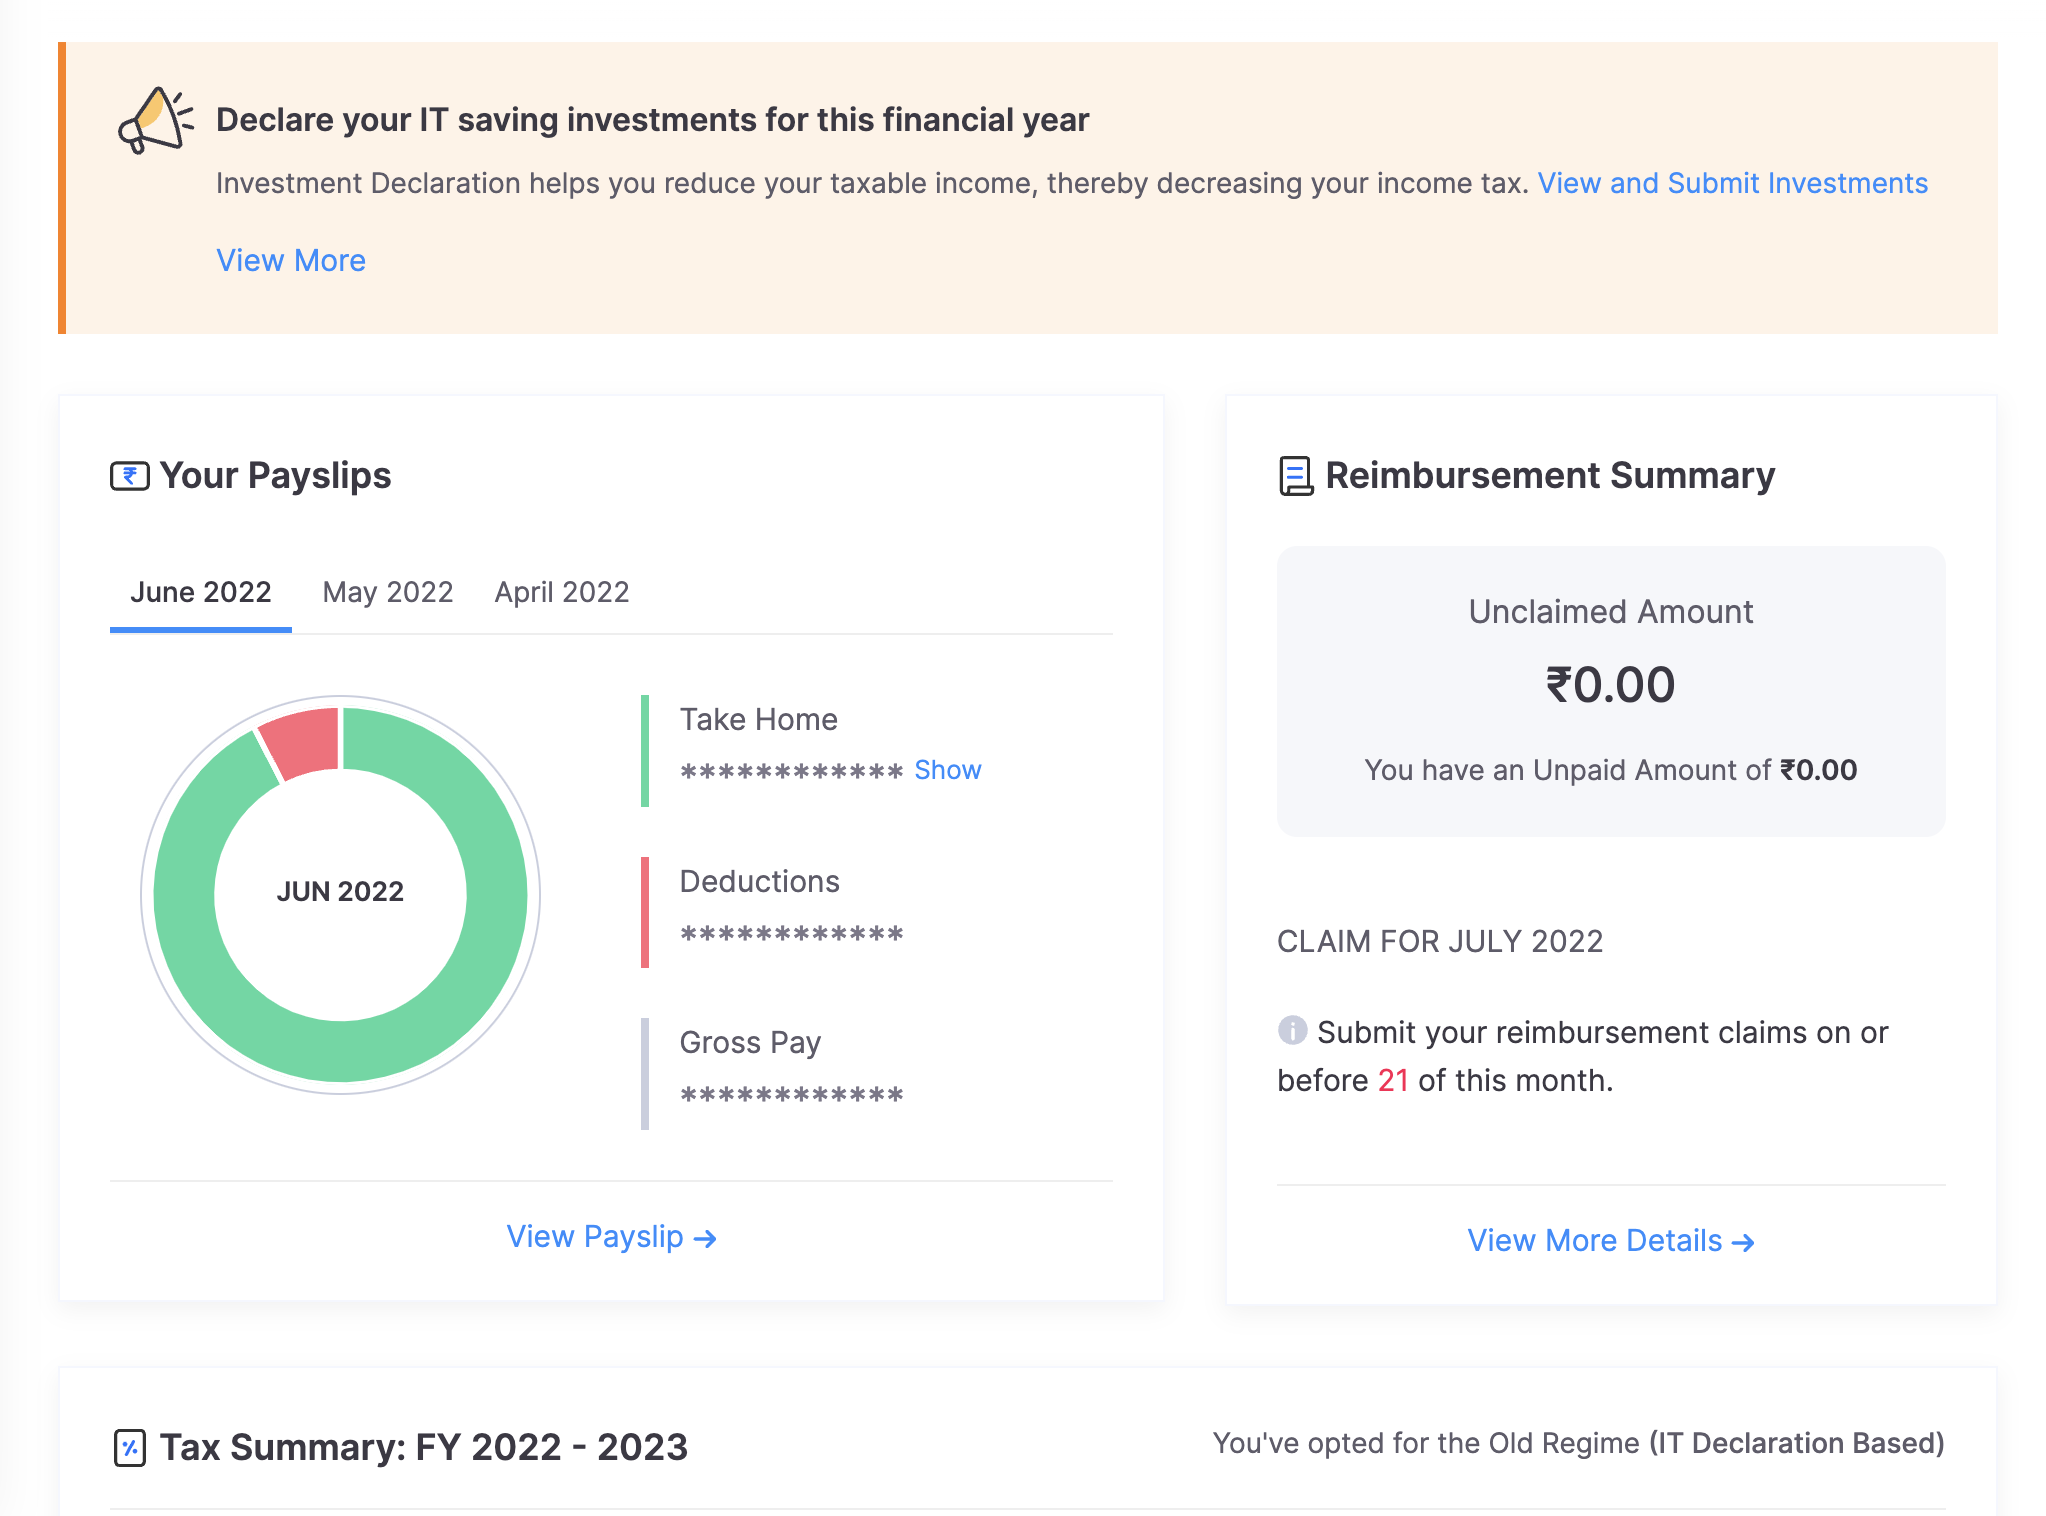 Declare your IT saving investments for this financial year
Investment Declaration helps you reduce your taxable income, thereby decreasing your income tax. View and Submit Investments
View More
₹ Your Payslips
June 2022 May 2022 April 2022
JUN 2022
Take Home
************ Show
Deductions
************
Gross Pay
************
View Payslip →
Reimbursement Summary
Unclaimed Amount
₹0.00
You have an Unpaid Amount of ₹0.00
CLAIM FOR JULY 2022
Submit your reimbursement claims on or
before 21 of this month.
View More Details →
% Tax Summary: FY 2022 - 2023
You've opted for the Old Regime (IT Declaration Based)